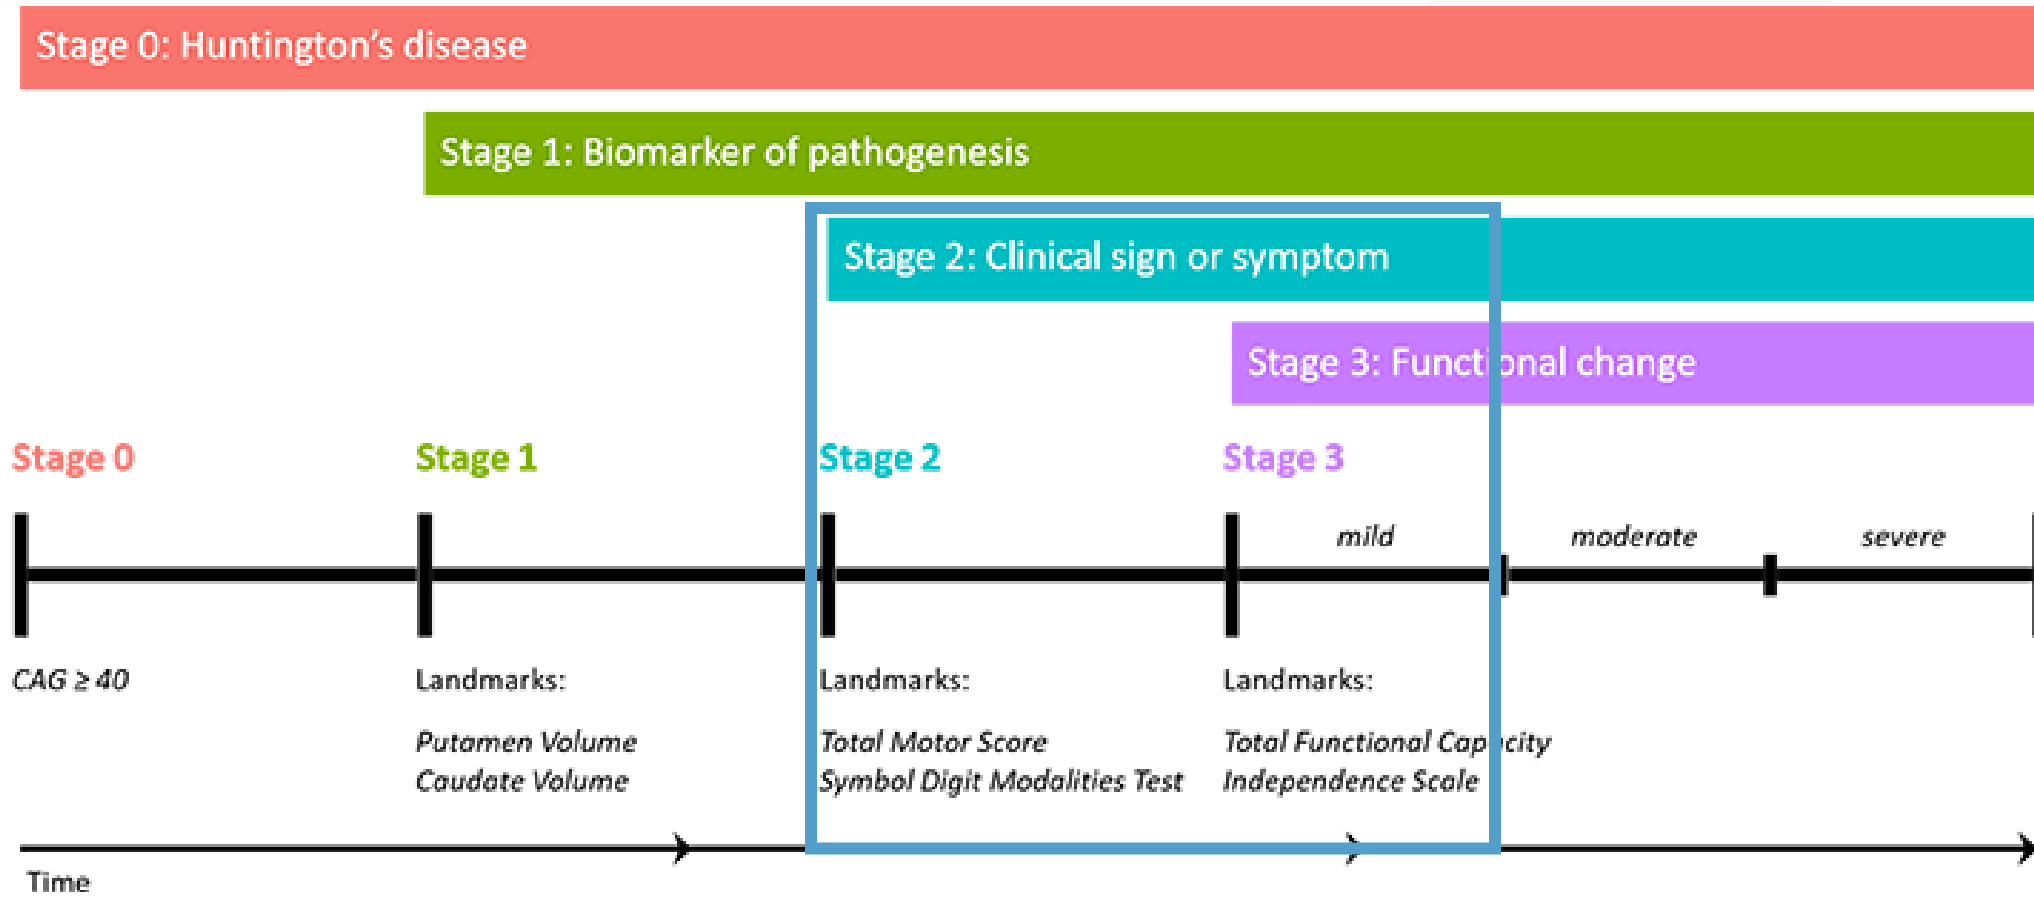 Stage 0: Huntington's disease
Stage 1: Biomarker of pathogenesis
Stage 2: Clinical sign or symptom
Stage 3: Functional change
Stage 0
Stage 1
Stage 2
Stage 3
mild
moderate
severe
CAG ≥ 40
Landmarks:
Putamen Volume
Caudate Volume
Landmarks:
Total Motor Score
Symbol Digit Modalities Test
Landmarks:
Total Functional Capacity
Independence Scale
Time